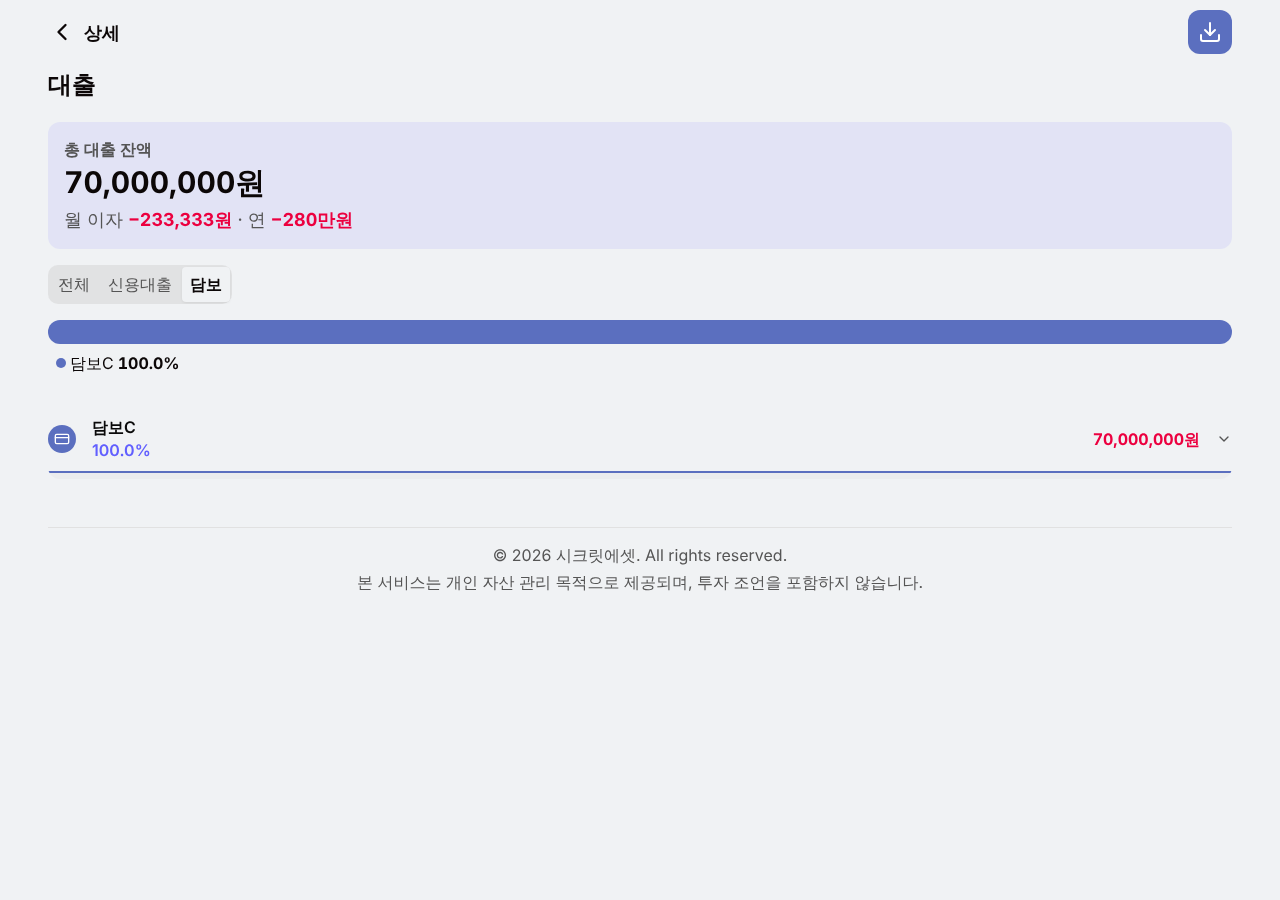 상세
대출
총 대출 잔액
70,000,000원
월 이자 −233,333원 · 연 −280만원
전체 신용대출 담보
담보C 100.0%
담보C
100.0%
70,000,000원
© 2026 시크릿에셋. All rights reserved.
본 서비스는 개인 자산 관리 목적으로 제공되며, 투자 조언을 포함하지 않습니다.